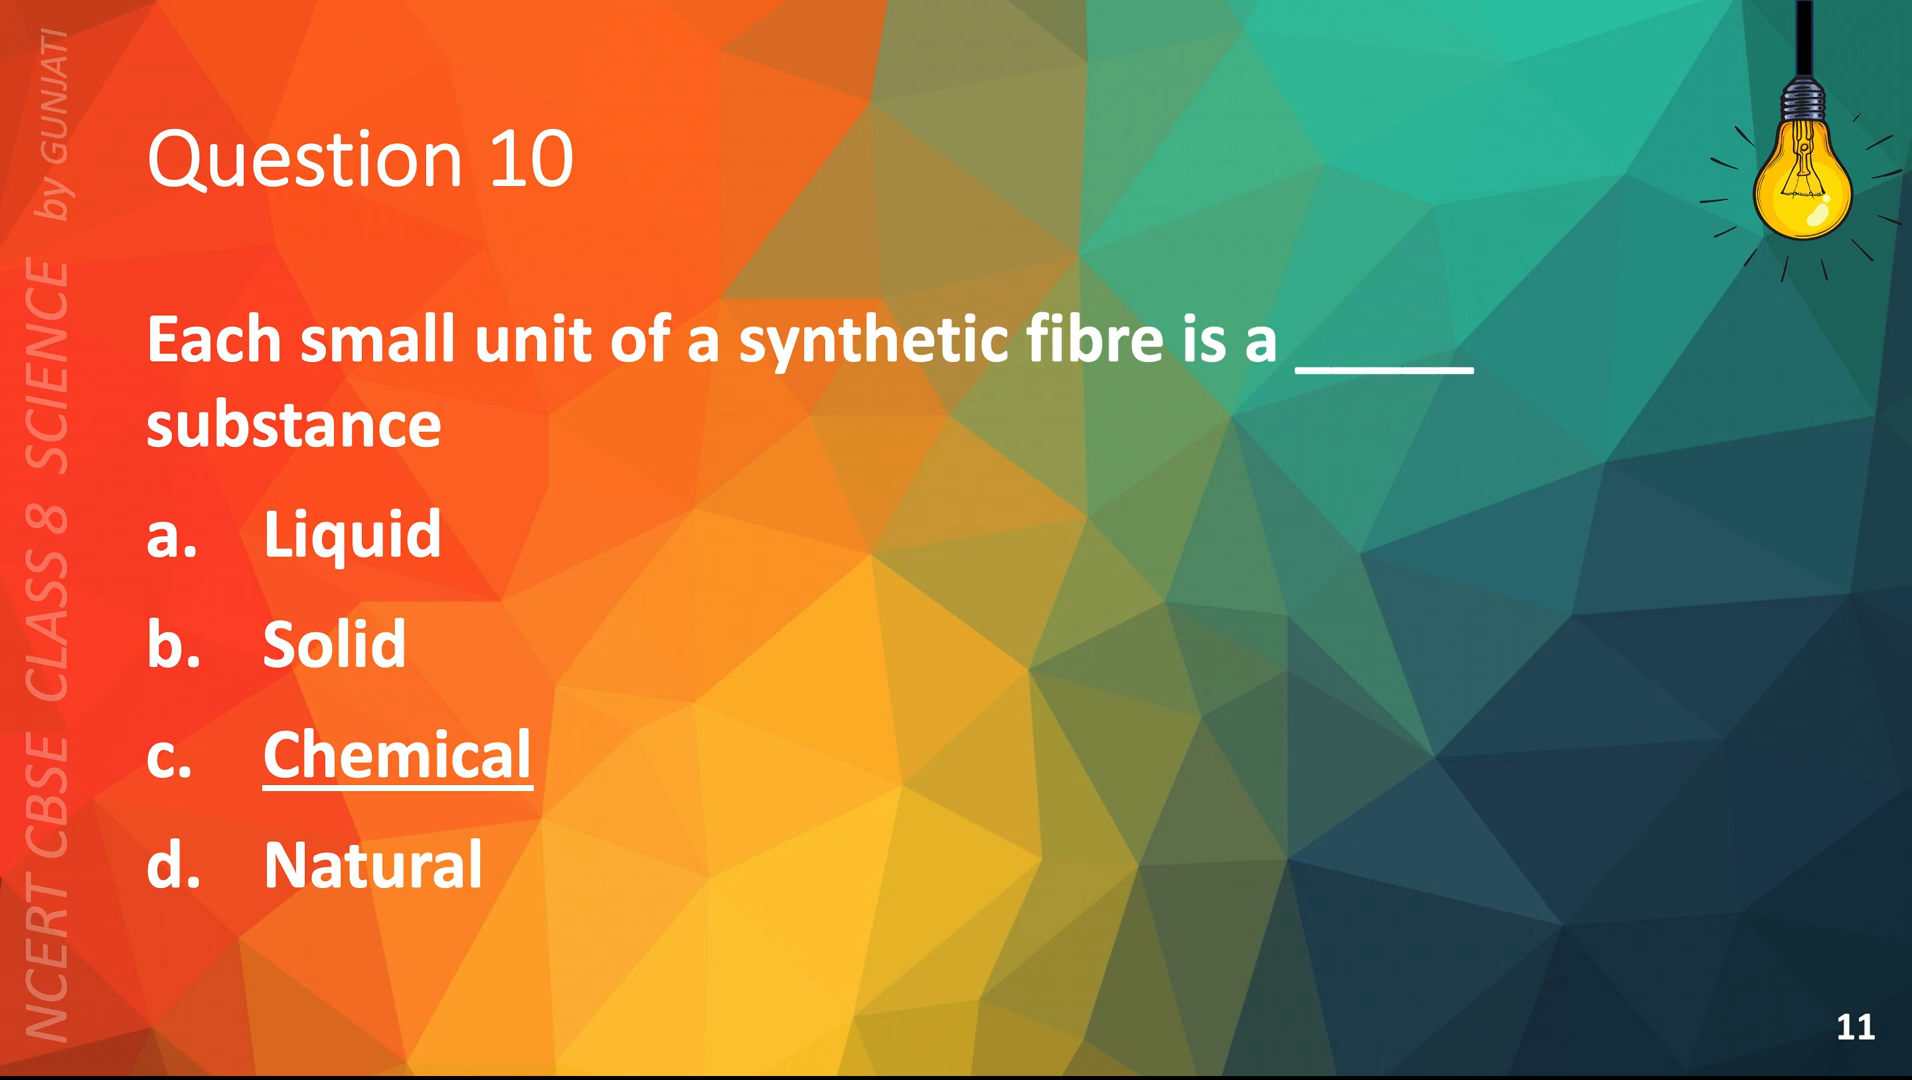 Question 10
Each small unit of a synthetic fibre is a _____
substance
a. Liquid
b. Solid
c. Chemical
d. Natural
NCERT CBSE CLASS 8 SCIENCE by GUNJATI
11